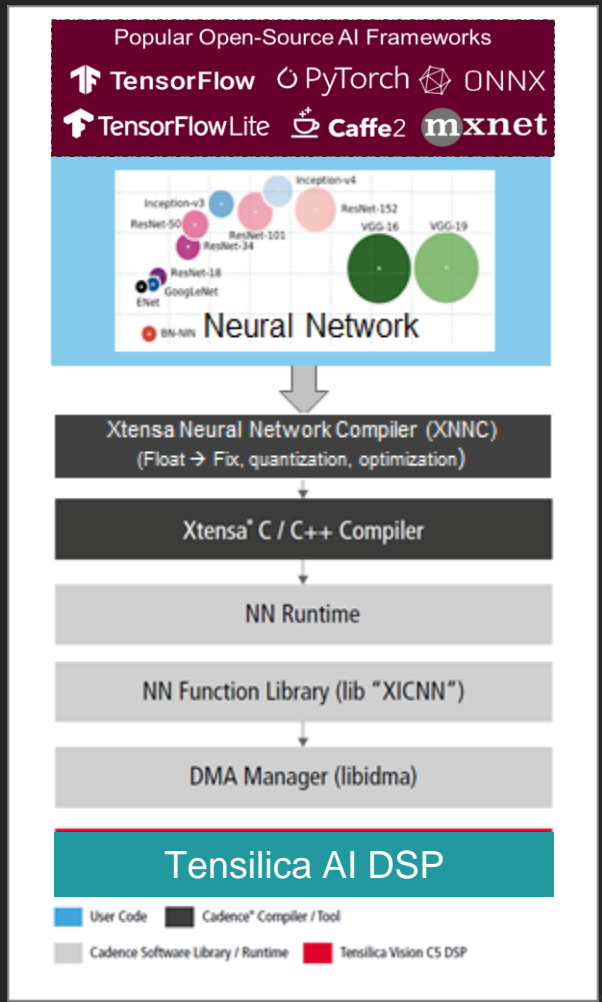 Popular Open-Source AI Frameworks
TensorFlow PyTorch ONNX
TensorFlow Lite Caffe2 mxnet
Inception-v4
Inception-v3
ResNet-50
ResNet-101
ResNet-152
ResNet-34
VGG-16 VGG-19
ResNet-18
GoogLeNet
ENet
BN-NIN
Neural Network
Xtensa Neural Network Compiler (XNNC)
(Float → Fix, quantization, optimization)
Xtensa® C / C++ Compiler
NN Runtime
NN Function Library (lib “XICNN”)
DMA Manager (libidma)
Tensilica AI DSP
User Code Cadence® Compiler / Tool
Cadence Software Library / Runtime Tensilica Vision C5 DSP